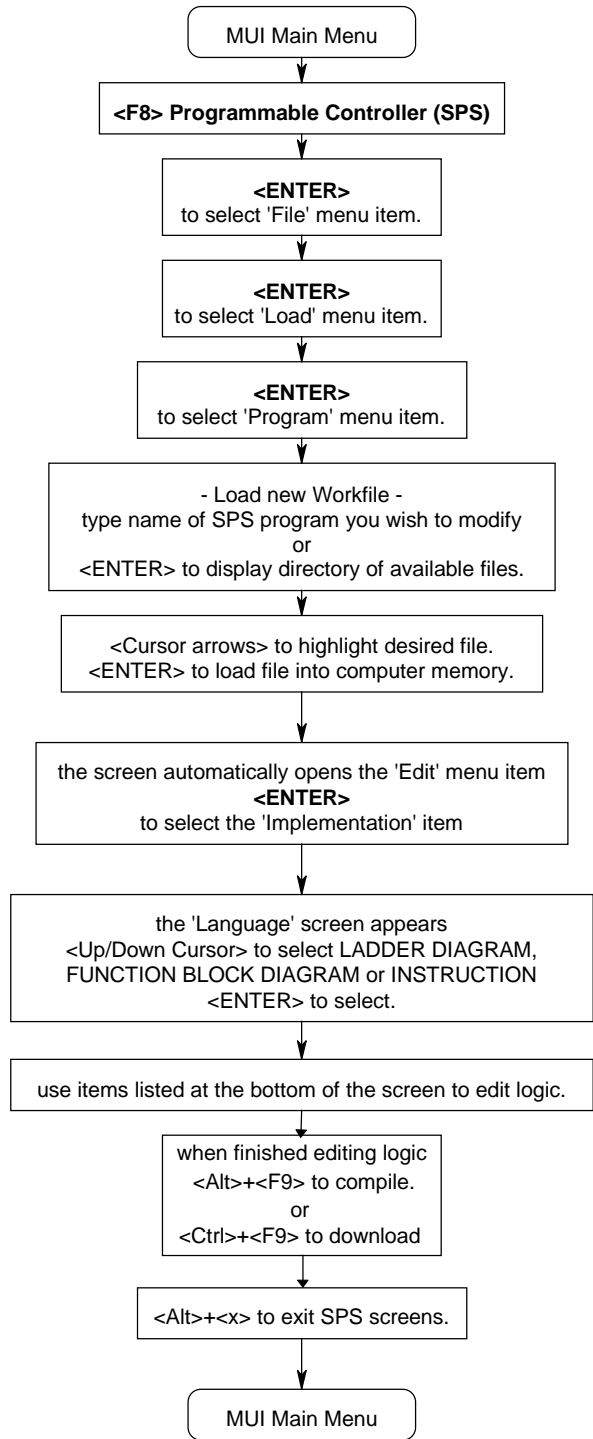 MUI Main Menu
<F8> Programmable Controller (SPS)
<ENTER>
to select 'File' menu item.
<ENTER>
to select 'Load' menu item.
<ENTER>
to select 'Program' menu item.
- Load new Workfile -
type name of SPS program you wish to modify
or
<ENTER> to display directory of available files.
<Cursor arrows> to highlight desired file.
<ENTER> to load file into computer memory.
the screen automatically opens the 'Edit' menu item
<ENTER>
to select the 'Implementation' item
the 'Language' screen appears
<Up/Down Cursor> to select LADDER DIAGRAM,
FUNCTION BLOCK DIAGRAM or INSTRUCTION
<ENTER> to select.
use items listed at the bottom of the screen to edit logic.
when finished editing logic
<Alt>+<F9> to compile.
or
<Ctrl>+<F9> to download
<Alt>+<x> to exit SPS screens.
MUI Main Menu